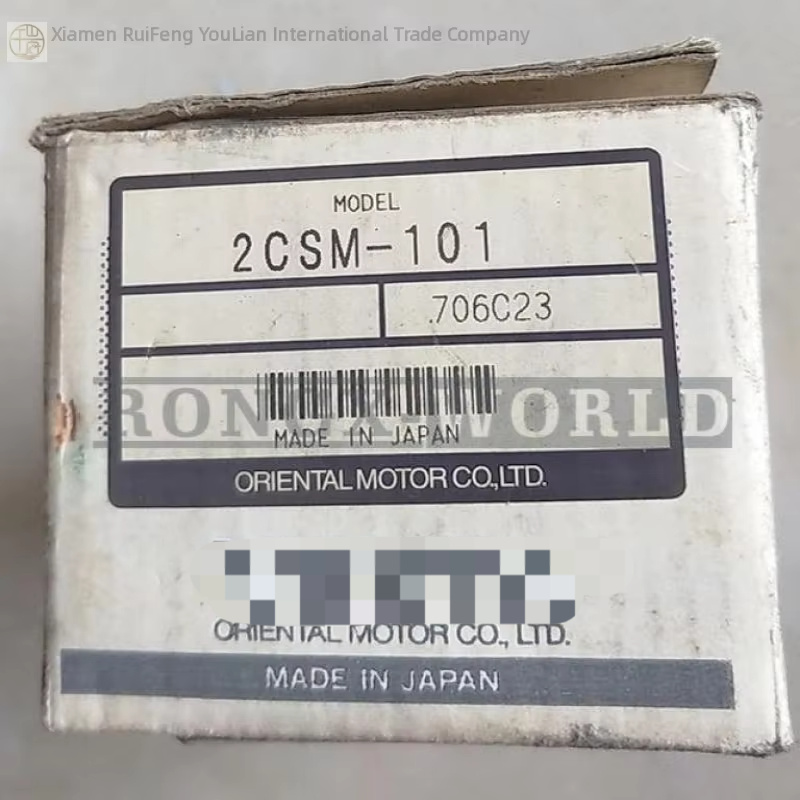 Xiamen RuiFeng YouLian International Trade Company
MODEL
2CSM-101
706C23
MADE IN JAPAN
ORIENTAL MOTOR CO.,LTD.
ORIENTAL MOTOR CO., LTD.
MADE IN JAPAN